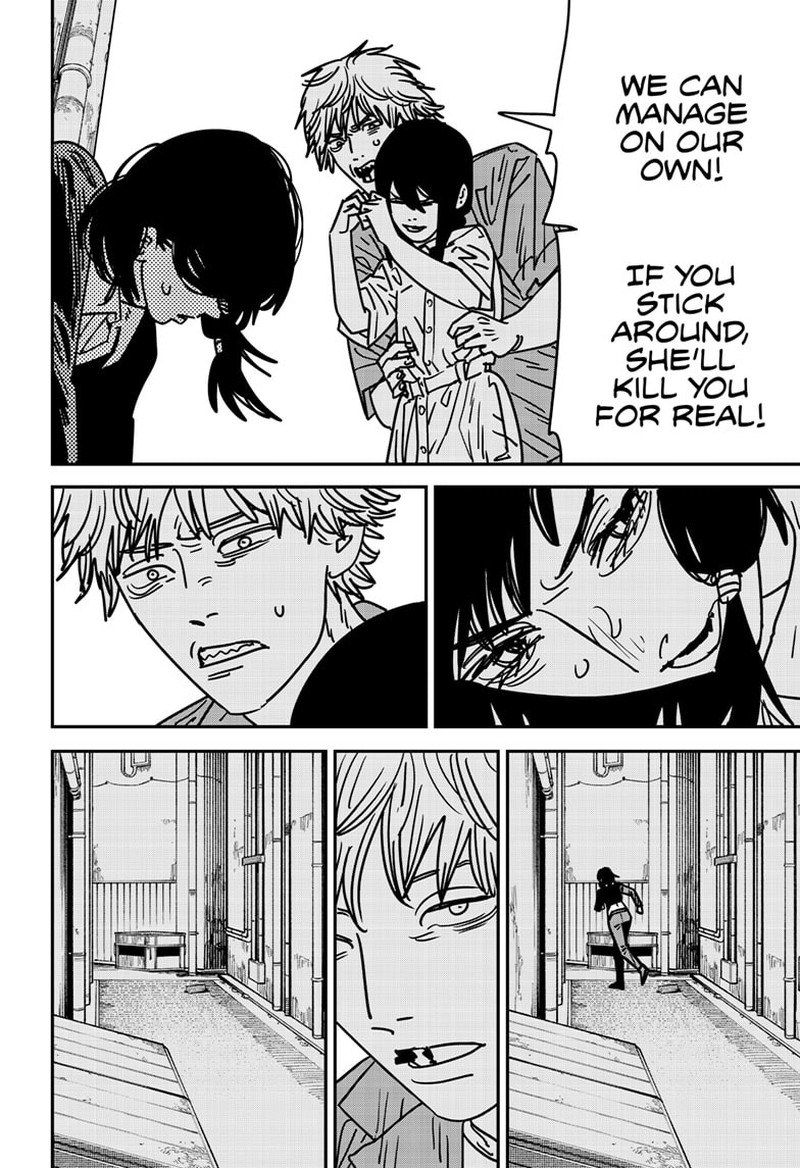 WE CAN
MANAGE
ON OUR
OWN!
IF YOU
STICK
AROUND,
SHE'LL
KILL YOU
FOR REAL!